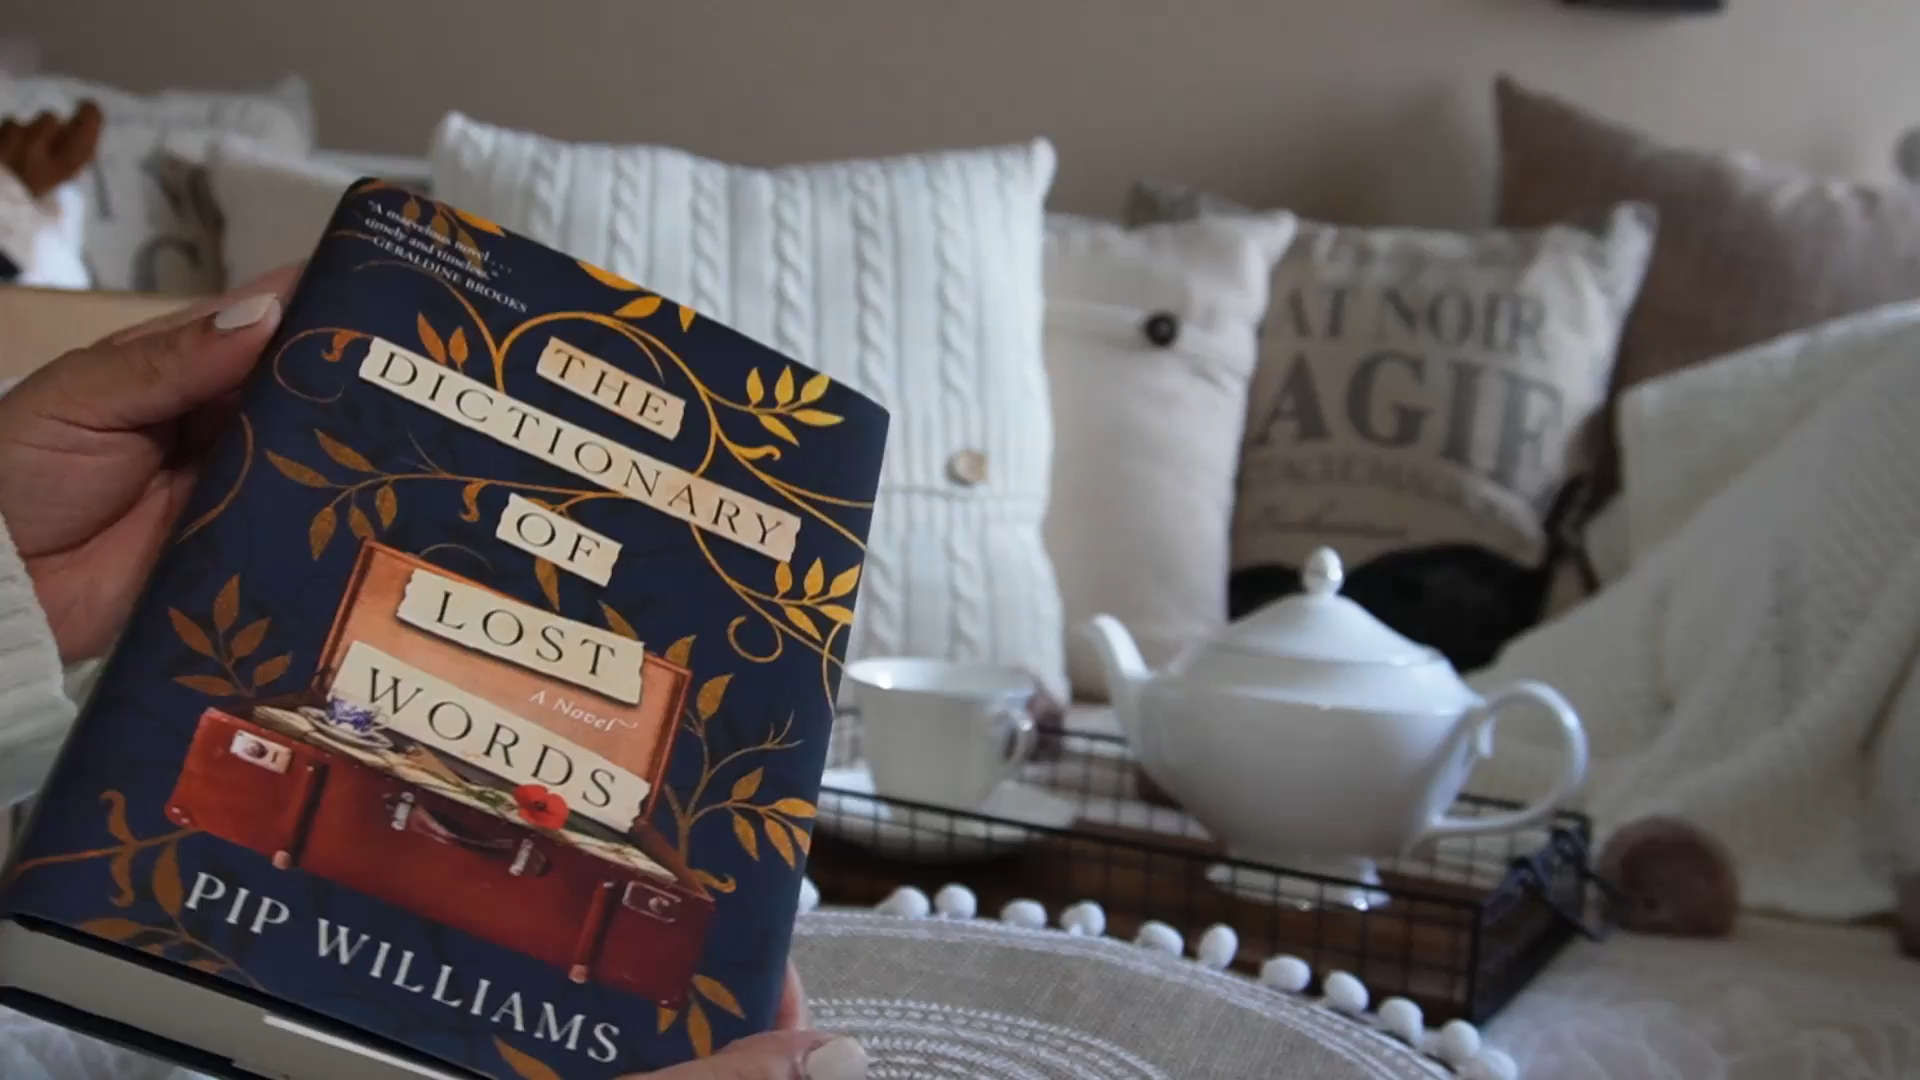 "A marvelous novel...
timely and timeless."
—GERALDINE BROOKS
THE
DICTIONARY
OF
LOST
WORDS
A Novel
PIP WILLIAMS
AT NOIR
AGIE